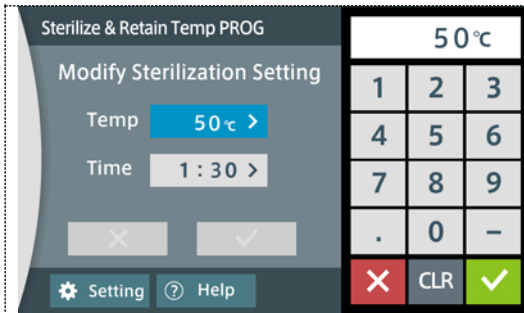 Sterilize & Retain Temp PROG
Modify Sterilization Setting
Temp 50℃ >
Time 1:30 >
Setting ? Help
50℃
1 2 3
4 5 6
7 8 9
. 0 –
CLR